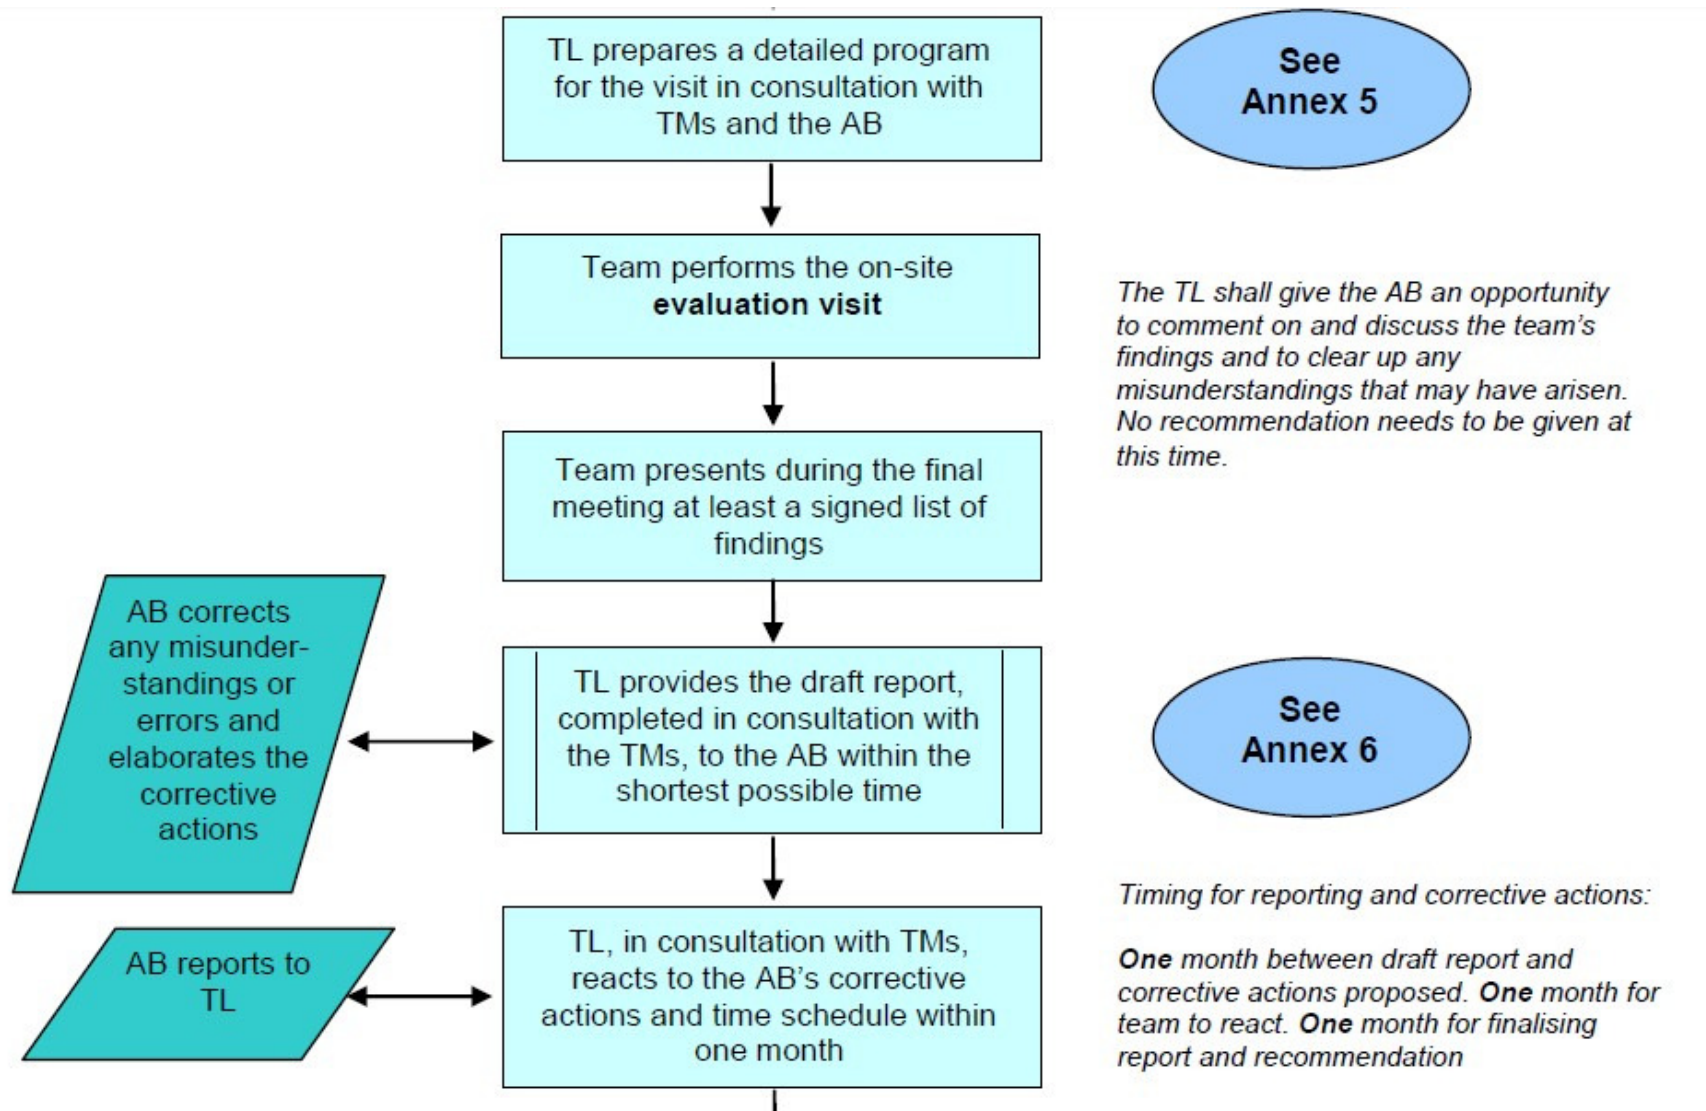 TL prepares a detailed program
for the visit in consultation with
TMs and the AB
See
Annex 5
Team performs the on-site
evaluation visit
The TL shall give the AB an opportunity
to comment on and discuss the team's
findings and to clear up any
misunderstandings that may have arisen.
No recommendation needs to be given at
this time.
Team presents during the final
meeting at least a signed list of
findings
AB corrects
any misunder-
standings or
errors and
elaborates the
corrective
actions
TL provides the draft report,
completed in consultation with
the TMs, to the AB within the
shortest possible time
See
Annex 6
AB reports to
TL
TL, in consultation with TMs,
reacts to the AB's corrective
actions and time schedule within
one month
Timing for reporting and corrective actions:
One month between draft report and
corrective actions proposed. One month for
team to react. One month for finalising
report and recommendation